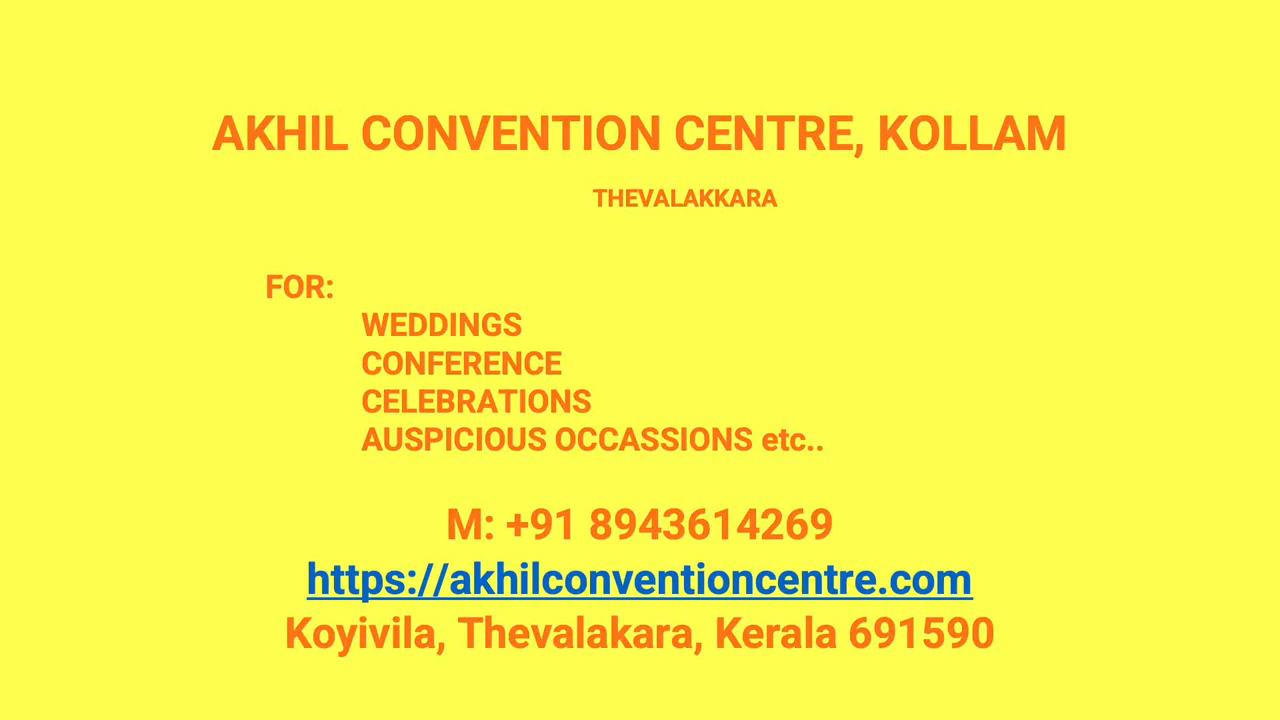 AKHIL CONVENTION CENTRE, KOLLAM
THEVALAKKARA
FOR:
WEDDINGS
CONFERENCE
CELEBRATIONS
AUSPICIOUS OCCASSIONS etc..
M: +91 8943614269
https://akhilconventioncentre.com
Koyivila, Thevalakara, Kerala 691590